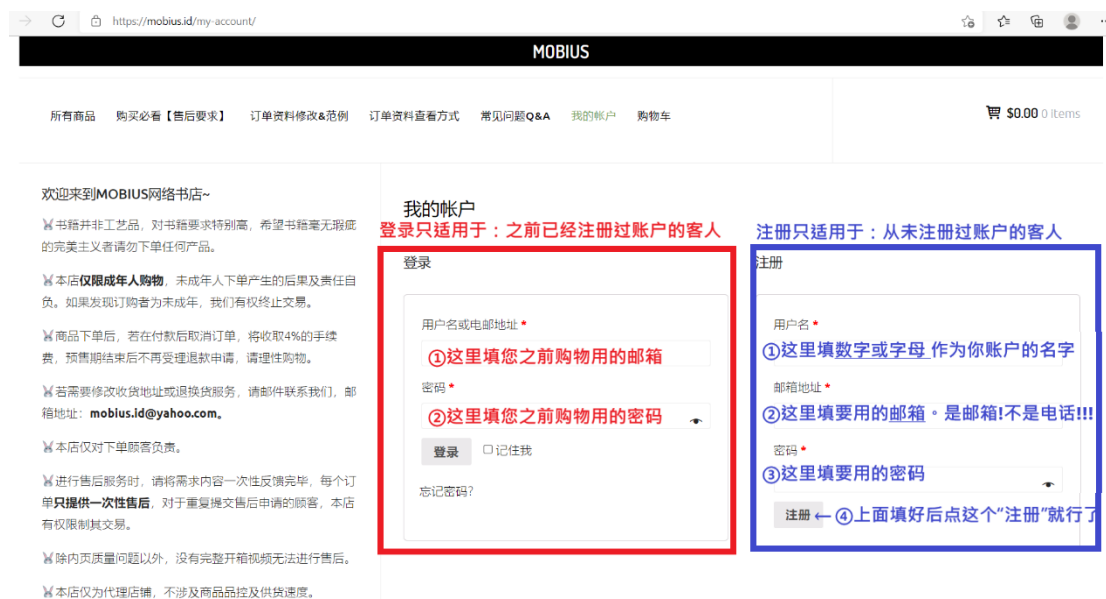 https://mobius.id/my-account/
MOBIUS
所有商品 购买必看【售后要求】 订单资料修改&范例 订单资料查看方式 常见问题Q&A 我的帐户 购物车
$0.00 0 items
欢迎来到MOBIUS网络书店~
书籍并非工艺品，对书籍要求特别高，希望书籍毫无瑕疵
的完美主义者请勿下单任何产品。
本店仅限成年人购物，未成年人下单产生的后果及责任自
负。如果发现订购者为未成年，我们有权终止交易。
商品下单后，若在付款后取消订单，将收取4%的手续
费，预售期结束后不再受理退款申请，请理性购物。
若需要修改收货地址或退换货服务，请邮件联系我们，邮
箱地址：mobius.id@yahoo.com。
本店仅对下单顾客负责。
进行售后服务时，请将需求内容一次性反馈完毕，每个订
单只提供一次性售后，对于重复提交售后申请的顾客，本店
有权限制其交易。
除内页质量问题以外，没有完整开箱视频无法进行售后。
本店仅为代理店铺，不涉及商品品控及供货速度。
我的帐户
登录只适用于：之前已经注册过账户的客人
登录
用户名或电邮地址 *
①这里填您之前购物用的邮箱
密码 *
②这里填您之前购物用的密码
登录 记住我
忘记密码?
注册只适用于：从未注册过账户的客人
注册
用户名 *
①这里填数字或字母 作为你账户的名字
邮箱地址 *
②这里填要用的邮箱。是邮箱!不是电话!!!
密码 *
③这里填要用的密码
注册 ←④上面填好后点这个“注册”就行了